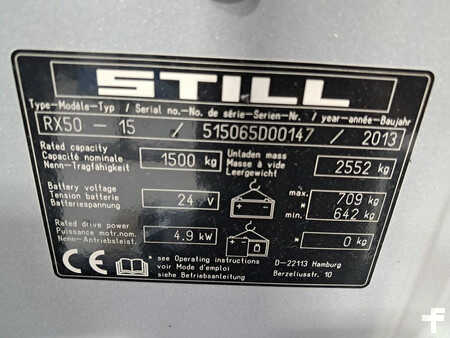 STILL
Type-Modèle-Typ / Serial no.-No. de série-Serien-Nr. / year-année-Baujahr
RX50 - 15 / 515065D00147 / 2013
Rated capacity
Capacité nominale
Nenn-Tragfähigkeit
1500 kg
Unladen mass
Masse à vide
Leergewicht
2552 kg
Battery voltage
Tension batterie
Batteriespannung
24 V
max. 709 kg
min. 642 kg
Rated drive power
Puissance motr.nom.
Nenn-Antriebsleist.
4.9 kW
* 0 kg
CE
* see Operating instructions
voir Mode d'emploi
siehe Betriebsanleitung
D-22113 Hamburg
Berzeliusstr. 10